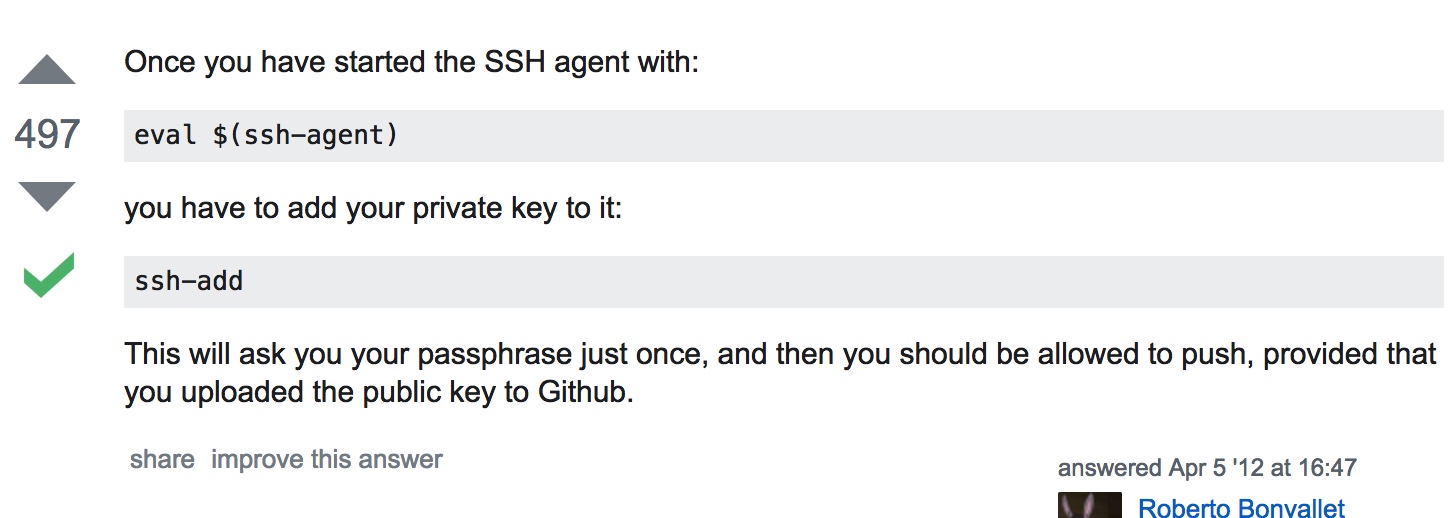 Once you have started the SSH agent with:
497
eval $(ssh-agent)
you have to add your private key to it:
ssh-add
This will ask you your passphrase just once, and then you should be allowed to push, provided that
you uploaded the public key to Github.
share improve this answer
answered Apr 5 '12 at 16:47
Roberto Bonvallet